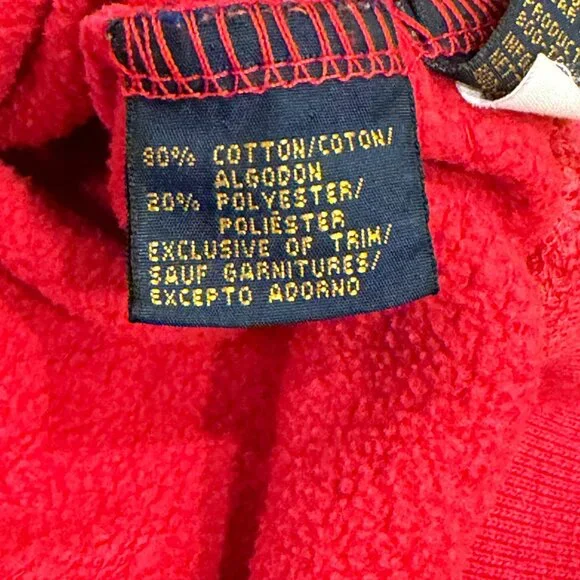 80% COTTON/COTON/
ALGODON
20% POLYESTER/
POLIÉSTER
EXCLUSIVE OF TRIM/
SAUF GARNITURES/
EXCEPTO ADORNO